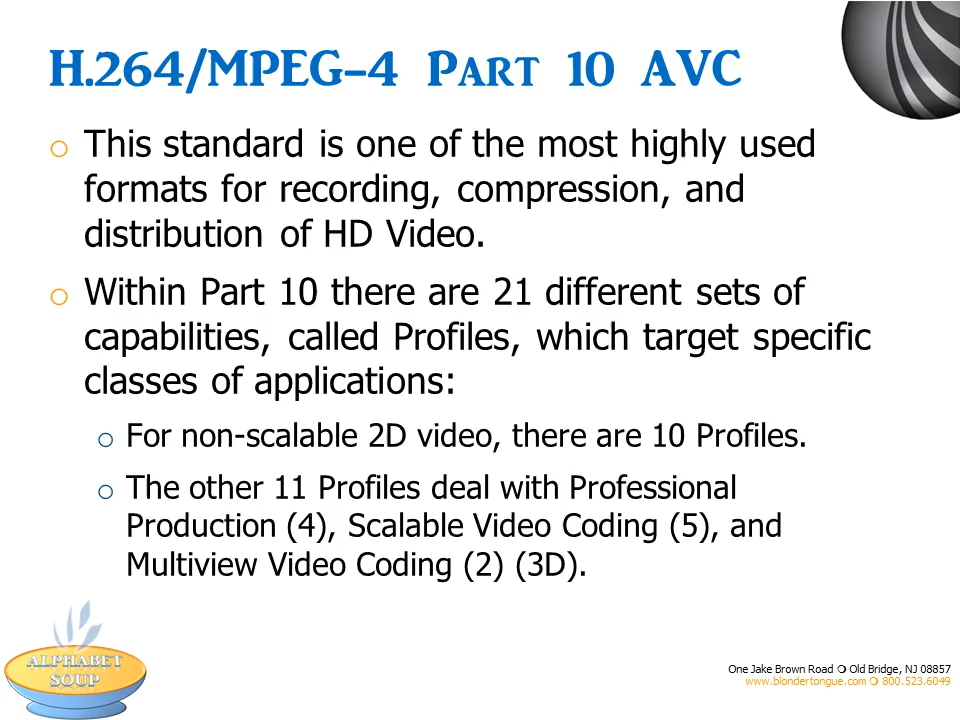 H.264/MPEG-4 Part 10 AVC
o This standard is one of the most highly used
formats for recording, compression, and
distribution of HD Video.
o Within Part 10 there are 21 different sets of
capabilities, called Profiles, which target specific
classes of applications:
o For non-scalable 2D video, there are 10 Profiles.
o The other 11 Profiles deal with Professional
Production (4), Scalable Video Coding (5), and
Multiview Video Coding (2) (3D).
ALPHABET
SOUP
One Jake Brown Road ❍ Old Bridge, NJ 08857
www.blondertongue.com ❍ 800.523.6049